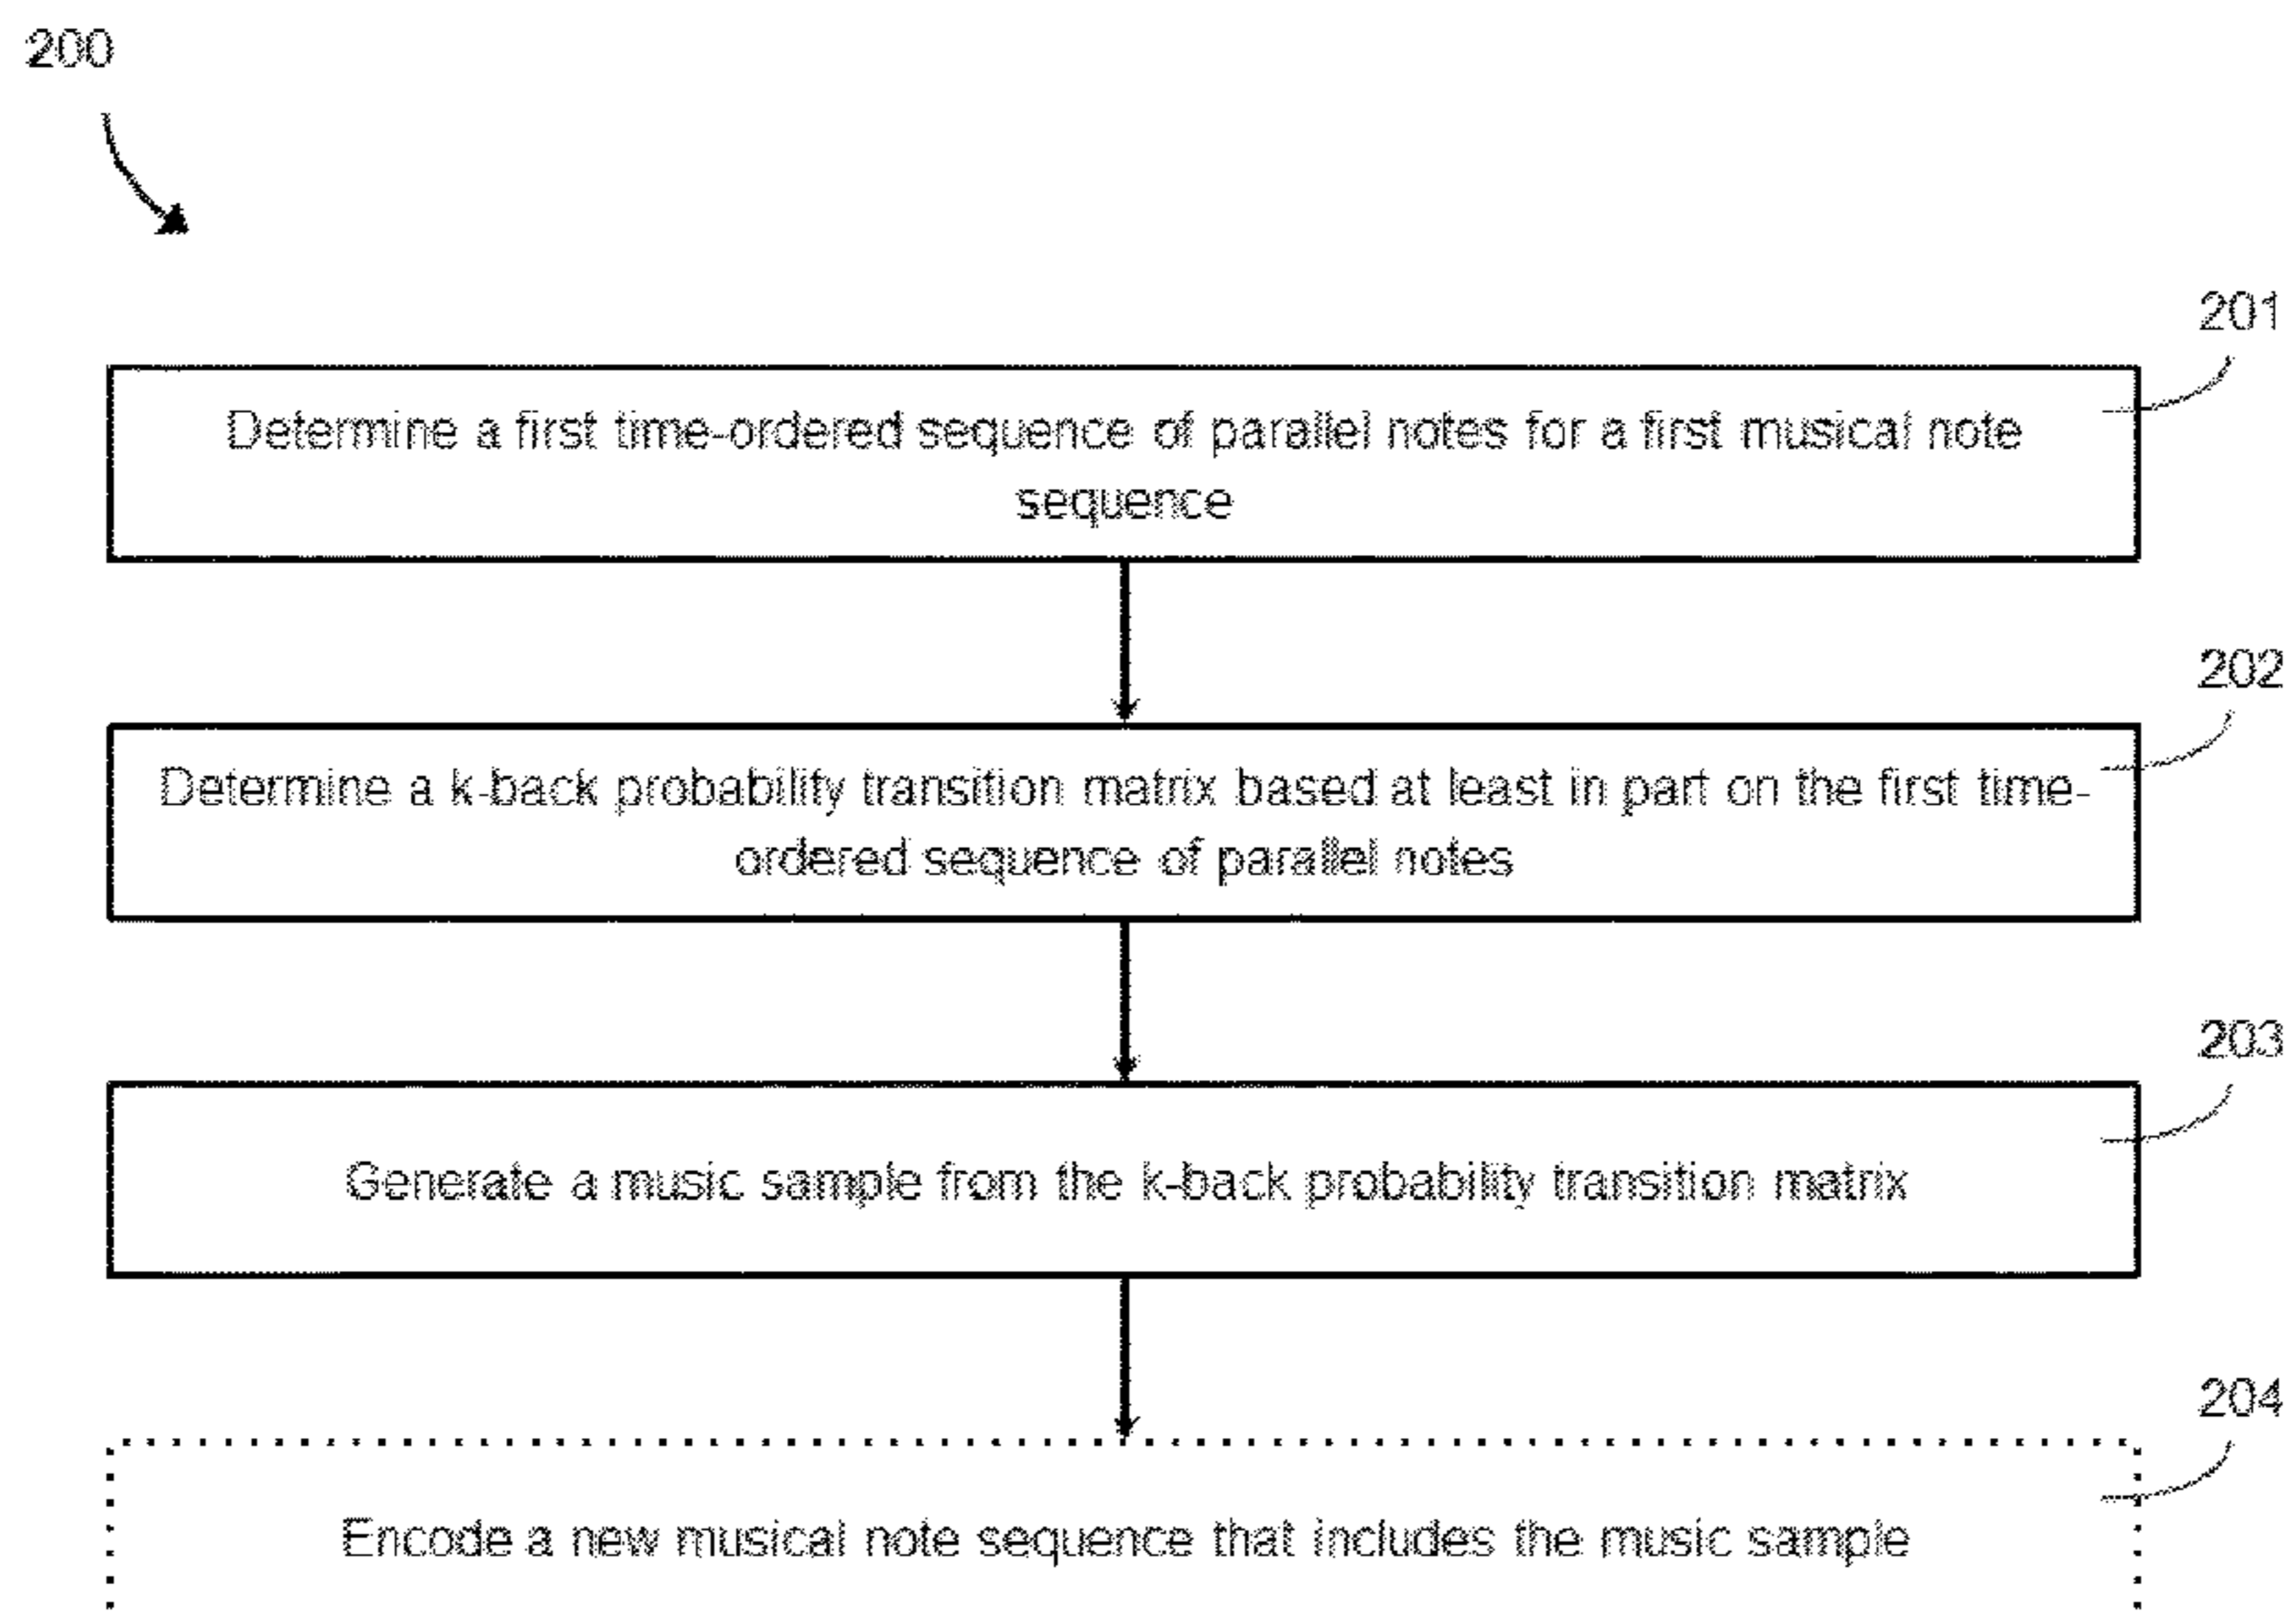 200
201
Determine a first time-ordered sequence of parallel notes for a first musical note
sequence
202
Determine a k-back probability transition matrix based at least in part on the first time-
ordered sequence of parallel notes
203
Generate a music sample from the k-back probability transition matrix
204
Encode a new musical note sequence that includes the music sample